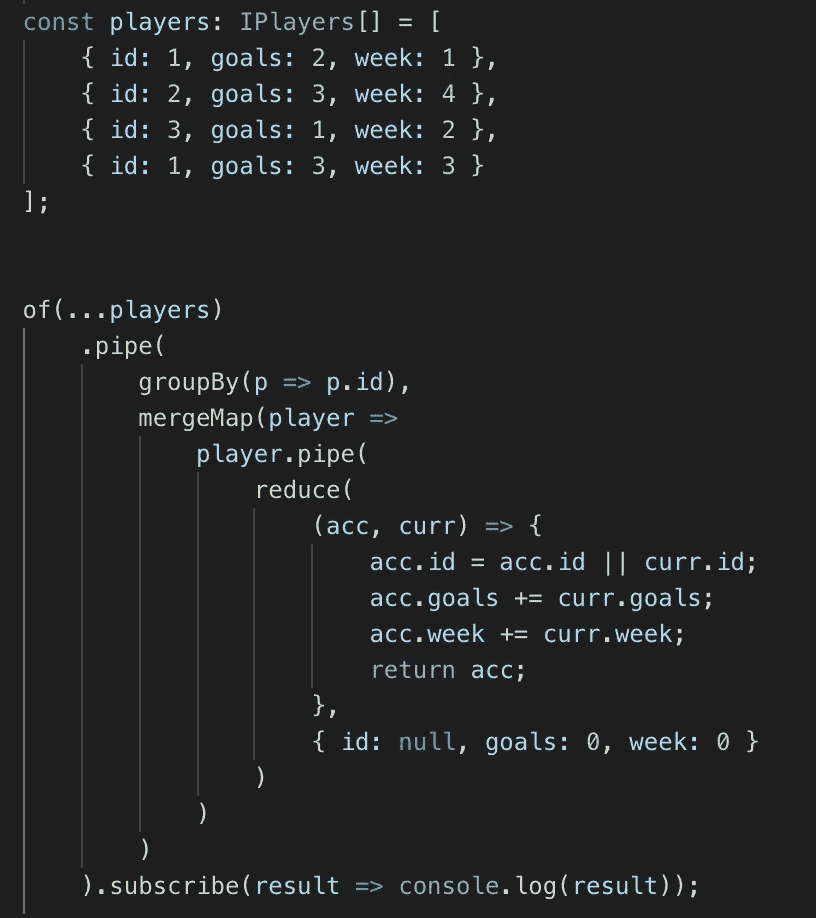 const players: IPlayers[] = [
    { id: 1, goals: 2, week: 1 },
    { id: 2, goals: 3, week: 4 },
    { id: 3, goals: 1, week: 2 },
    { id: 1, goals: 3, week: 3 }
];
of(...players)
    .pipe(
        groupBy(p => p.id),
        mergeMap(player =>
            player.pipe(
                reduce(
                    (acc, curr) => {
                        acc.id = acc.id || curr.id;
                        acc.goals += curr.goals;
                        acc.week += curr.week;
                        return acc;
                    },
                    { id: null, goals: 0, week: 0 }
                )
            )
        )
    ).subscribe(result => console.log(result));